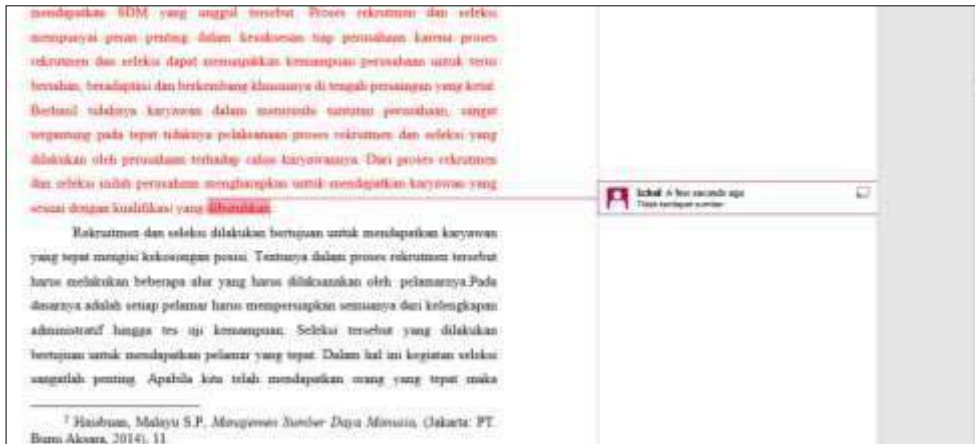 mendapatkan SDM yang unggul tersebut. Proses rekrutmen dan seleksi
mempunyai peran penting dalam kesuksesan tiap perusahaan karena proses
rekrutmen dan seleksi dapat menunjukkan kemampuan perusahaan untuk terus
bertahan, beradaptasi dan berkembang khususnya di tengah persaingan yang ketat.
Berhasil tidaknya karyawan dalam memenuhi tuntutan perusahaan, sangat
tergantung pada tepat tidaknya pelaksanaan proses rekrutmen dan seleksi yang
dilakukan oleh perusahaan terhadap calon karyawannya. Dari proses rekrutmen
dan seleksi inilah perusahaan mengharapkan untuk mendapatkan karyawan yang
sesuai dengan kualifikasi yang dibutuhkan.
A few seconds ago
Tidak terdapat sumber
Rekruitmen dan seleksi dilakukan bertujuan untuk mendapatkan karyawan
yang tepat mengisi kekosongan posisi. Tentunya dalam proses rekrutmen tersebut
harus melakukan beberapa alur yang harus dilaksanakan oleh pelamarnya.Pada
dasarnya adalah setiap pelamar harus mempersiapkan semuanya dari kelengkapan
administratif hingga tes uji kemampuan. Seleksi tersebut yang dilakukan
bertujuan untuk mendapatkan pelamar yang tepat. Dalam hal ini kegiatan seleksi
sangatlah penting. Apabila kita telah mendapatkan orang yang tepat maka
Hasibuan, Malayu S.P, Manajemen Sumber Daya Manusia, (Jakarta: PT.
Bumi Aksara, 2014), 11